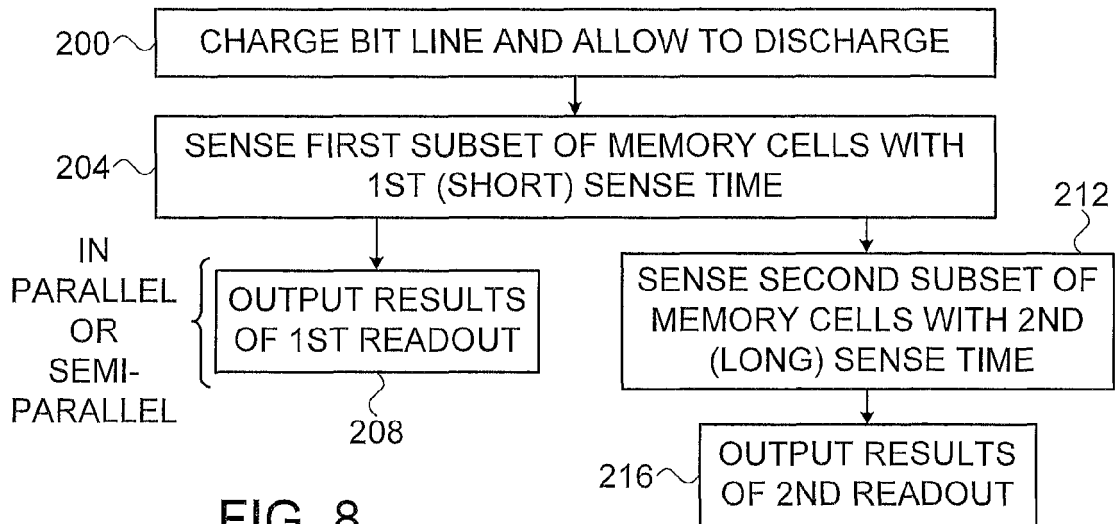 200
CHARGE BIT LINE AND ALLOW TO DISCHARGE
204
SENSE FIRST SUBSET OF MEMORY CELLS WITH
1ST (SHORT) SENSE TIME
212
IN
PARALLEL
OR
SEMI-
PARALLEL
OUTPUT RESULTS
OF 1ST READOUT
208
SENSE SECOND SUBSET OF
MEMORY CELLS WITH 2ND
(LONG) SENSE TIME
216
OUTPUT RESULTS
OF 2ND READOUT
FIG. 8